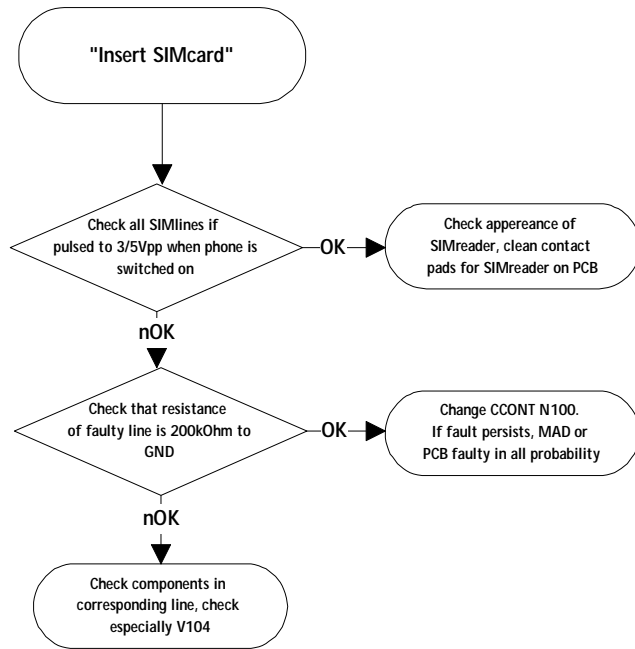 "Insert SIMcard"
Check all SIMlines if
pulsed to 3/5Vpp when phone is
switched on
OK
Check appereance of
SIMreader, clean contact
pads for SIMreader on PCB
nOK
Check that resistance
of faulty line is 200kOhm to
GND
OK
Change CCONT N100.
If fault persists, MAD or
PCB faulty in all probability
nOK
Check components in
corresponding line, check
especially V104